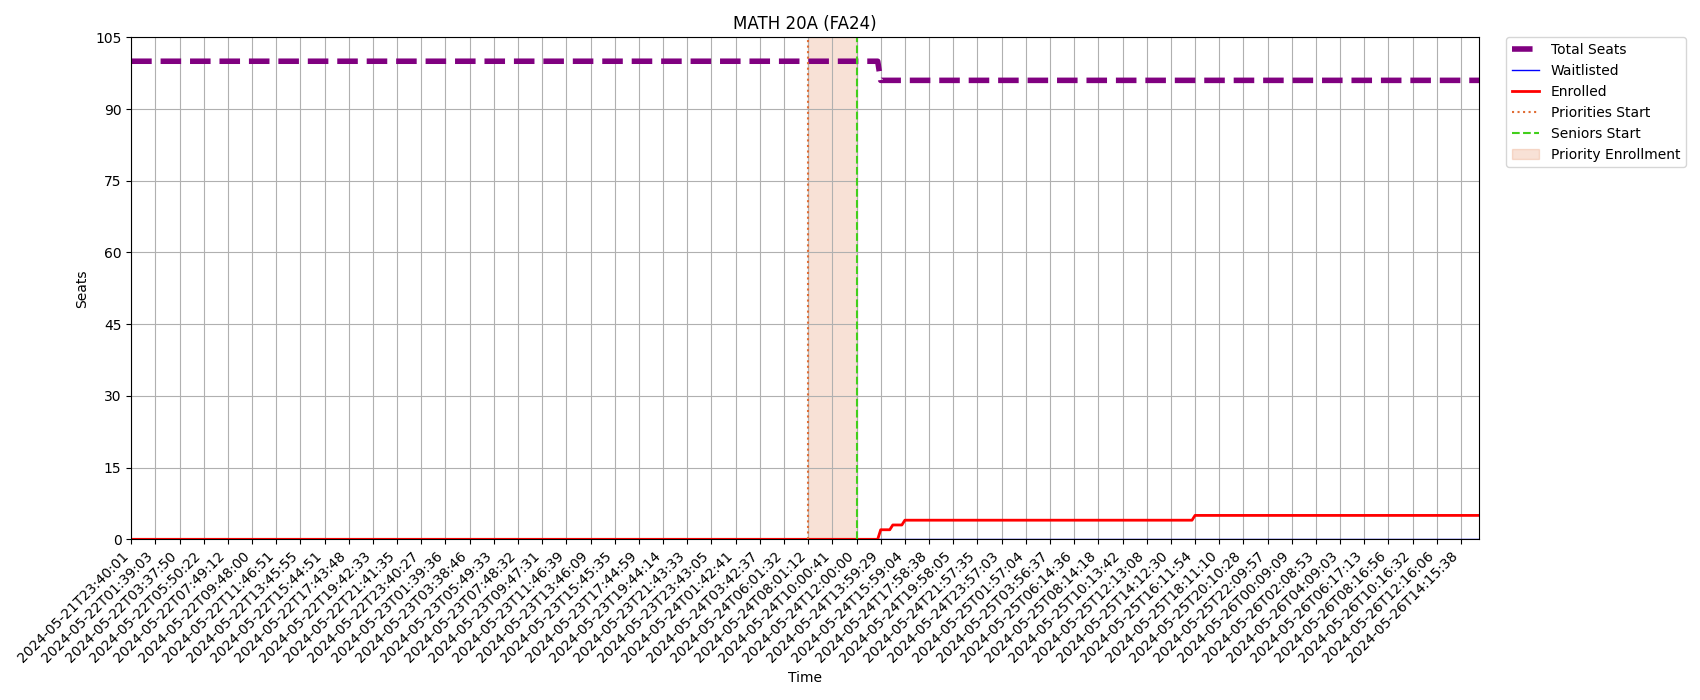 MATH 20A (FA24)
105
90
75
60
45
30
15
0
Seats
Total Seats
Waitlisted
Enrolled
Priorities Start
Seniors Start
Priority Enrollment
2024-05-21T23:40:01
2024-05-22T01:39:03
2024-05-22T03:37:50
2024-05-22T05:50:22
2024-05-22T07:49:12
2024-05-22T09:48:00
2024-05-22T11:46:51
2024-05-22T13:45:55
2024-05-22T15:44:51
2024-05-22T17:43:48
2024-05-22T19:42:33
2024-05-22T21:41:35
2024-05-22T23:40:27
2024-05-23T01:39:36
2024-05-23T03:38:46
2024-05-23T05:49:33
2024-05-23T07:48:32
2024-05-23T09:47:31
2024-05-23T11:46:39
2024-05-23T13:46:09
2024-05-23T15:45:35
2024-05-23T17:44:59
2024-05-23T19:44:14
2024-05-23T21:43:33
2024-05-23T23:43:05
2024-05-24T01:42:41
2024-05-24T03:42:37
2024-05-24T06:01:32
2024-05-24T08:01:12
2024-05-24T10:00:41
2024-05-24T12:00:00
2024-05-24T13:59:29
2024-05-24T15:59:04
2024-05-24T17:58:38
2024-05-24T19:58:05
2024-05-24T21:57:35
2024-05-24T23:57:03
2024-05-25T01:57:04
2024-05-25T03:56:37
2024-05-25T06:14:36
2024-05-25T08:14:18
2024-05-25T10:13:42
2024-05-25T12:13:08
2024-05-25T14:12:30
2024-05-25T16:11:54
2024-05-25T18:11:10
2024-05-25T20:10:28
2024-05-25T22:09:57
2024-05-26T00:09:09
2024-05-26T02:08:53
2024-05-26T04:09:03
2024-05-26T06:17:13
2024-05-26T08:16:56
2024-05-26T10:16:32
2024-05-26T12:16:06
2024-05-26T14:15:38
Time